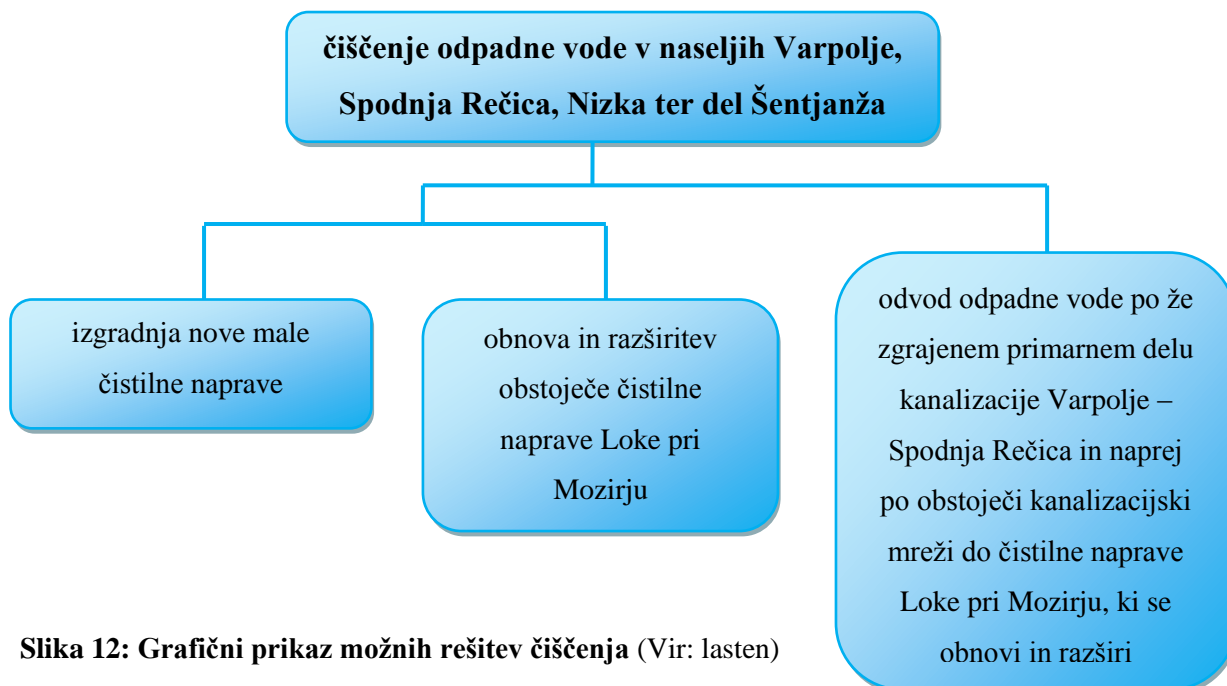 čiščenje odpadne vode v naseljih Varpolje,
Spodnja Rečica, Nizka ter del Šentjanža
izgradnja nove male
čistilne naprave
obnova in razširitev
obstoječe čistilne
naprave Loke pri
Mozirju
odvod odpadne vode po že
zgrajenem primarnem delu
kanalizacije Varpolje –
Spodnja Rečica in naprej
po obstoječi kanalizacijski
mreži do čistilne naprave
Loke pri Mozirju, ki se
obnovi in razširi
Slika 12: Grafični prikaz možnih rešitev čiščenja (Vir: lasten)